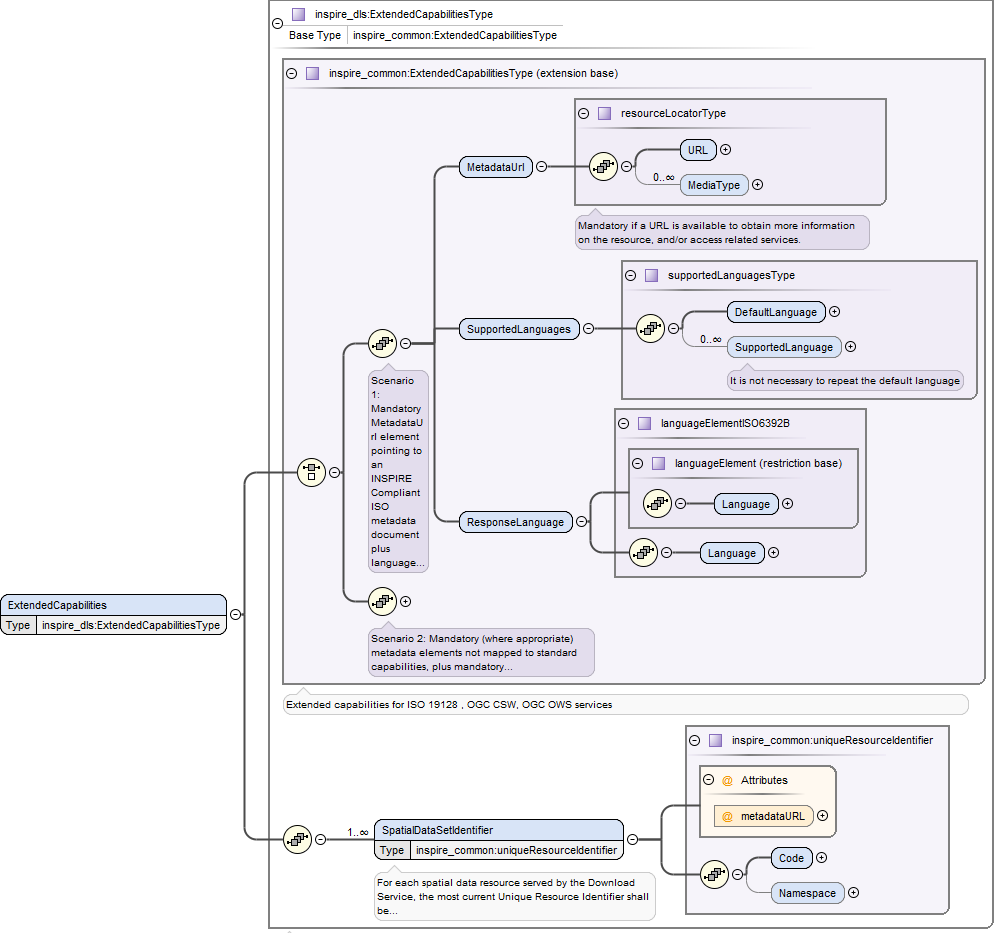 inspire_dls:ExtendedCapabilitiesType
Base Type inspire_common:ExtendedCapabilitiesType
inspire_common:ExtendedCapabilitiesType (extension base)
resourceLocatorType
URL
MetadataUrl
0..∞
MediaType
Mandatory if a URL is available to obtain more information
on the resource, and/or access related services.
supportedLanguagesType
DefaultLanguage
SupportedLanguages
0..∞
SupportedLanguage
It is not necessary to repeat the default language
Scenario
1:
Mandatory
MetadataU
rl element
pointing to
an
INSPIRE
Compliant
ISO
metadata
document
plus
language...
languageElementISO6392B
languageElement (restriction base)
Language
ResponseLanguage
Language
ExtendedCapabilities
Type inspire_dls:ExtendedCapabilitiesType
Scenario 2: Mandatory (where appropriate)
metadata elements not mapped to standard
capabilities, plus mandatory...
Extended capabilities for ISO 19128 , OGC CSW, OGC OWS services
inspire_common:uniqueResourceIdentifier
@ Attributes
@ metadataURL
1..∞
SpatialDataSetIdentifier
Type inspire_common:uniqueResourceIdentifier
Code
Namespace
For each spatial data resource served by the Download
Service, the most current Unique Resource Identifier shall
be...